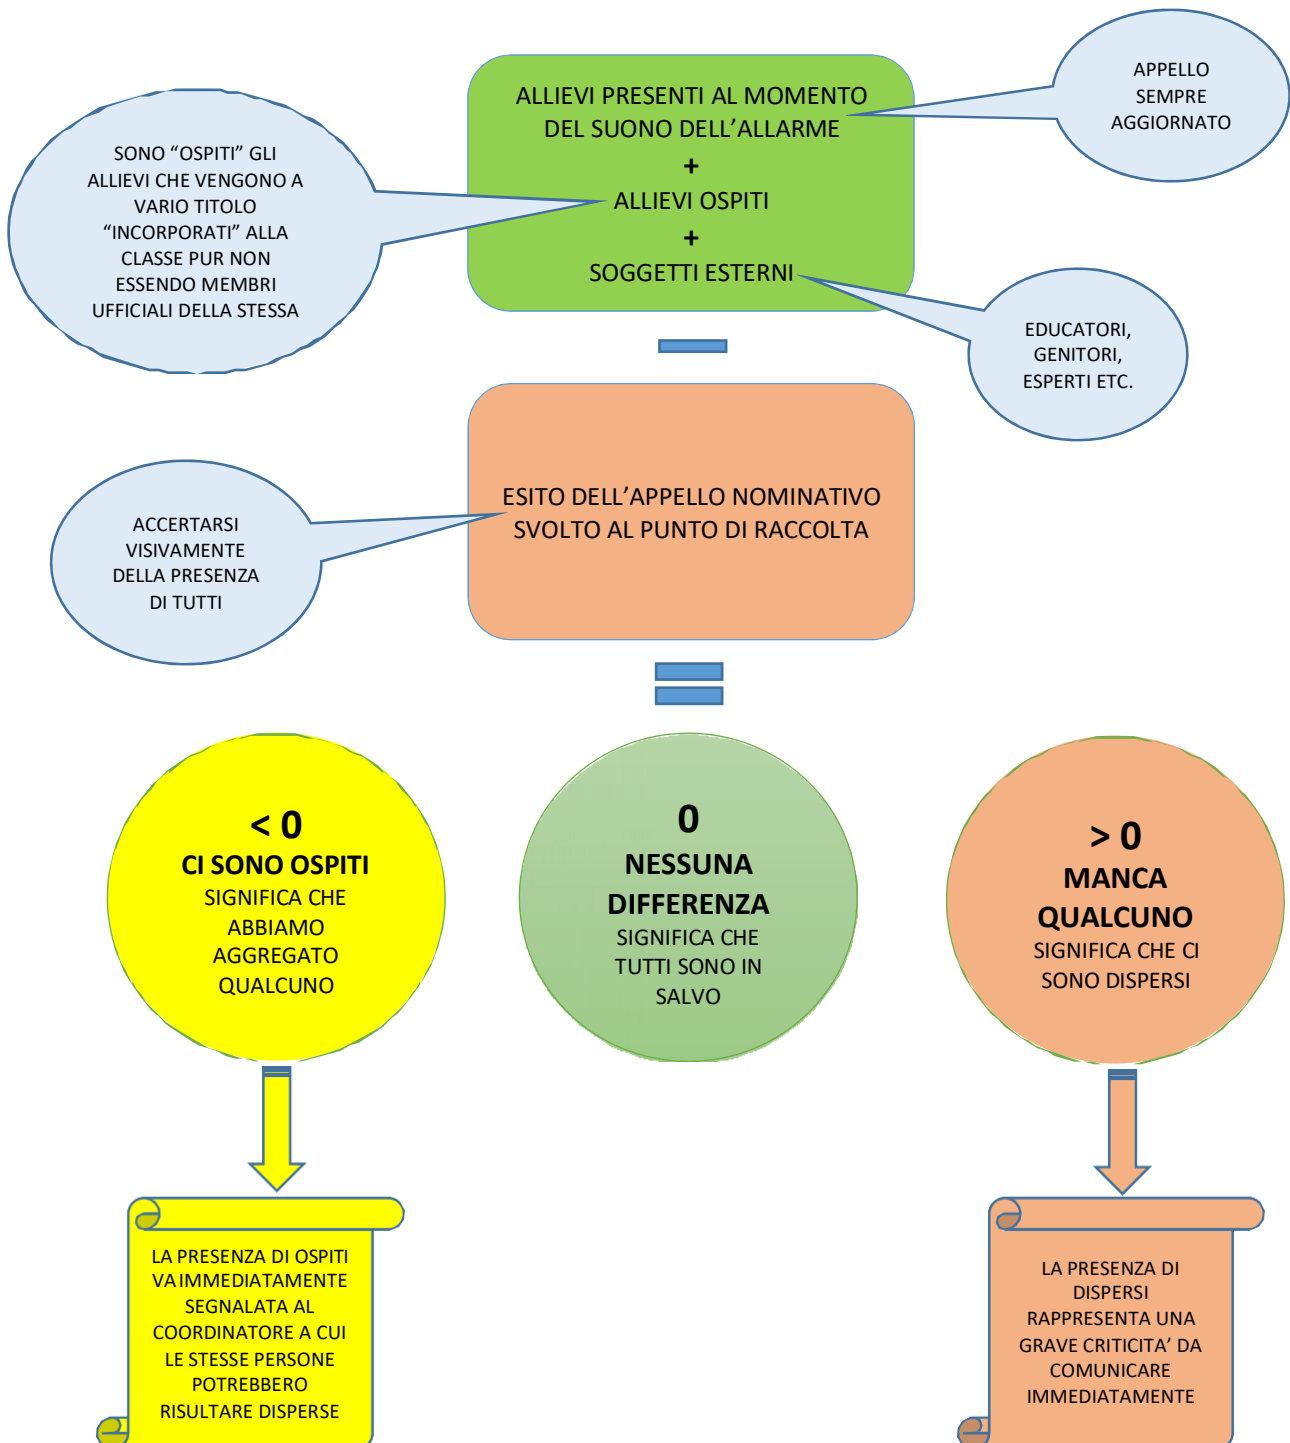 ALLIEVI PRESENTI AL MOMENTO
DEL SUONO DELL’ALLARME
+
ALLIEVI OSPITI
+
SOGGETTI ESTERNI
APPELLO
SEMPRE
AGGIORNATO
SONO “OSPITI” GLI
ALLIEVI CHE VENGONO A
VARIO TITOLO
“INCORPORATI” ALLA
CLASSE PUR NON
ESSENDO MEMBRI
UFFICIALI DELLA STESSA
EDUCATORI,
GENITORI,
ESPERTI ETC.
ESITO DELL’APPELLO NOMINATIVO
SVOLTO AL PUNTO DI RACCOLTA
ACCERTARSI
VISIVAMENTE
DELLA PRESENZA
DI TUTTI
< 0
CI SONO OSPITI
SIGNIFICA CHE
ABBIAMO
AGGREGATO
QUALCUNO
0
NESSUNA
DIFFERENZA
SIGNIFICA CHE
TUTTI SONO IN
SALVO
> 0
MANCA
QUALCUNO
SIGNIFICA CHE CI
SONO DISPERSI
LA PRESENZA DI OSPITI
VA IMMEDIATAMENTE
SEGNALATA AL
COORDINATORE A CUI
LE STESSE PERSONE
POTREBBERO
RISULTARE DISPERSE
LA PRESENZA DI
DISPERSI
RAPPRESENTA UNA
GRAVE CRITICITA’ DA
COMUNICARE
IMMEDIATAMENTE